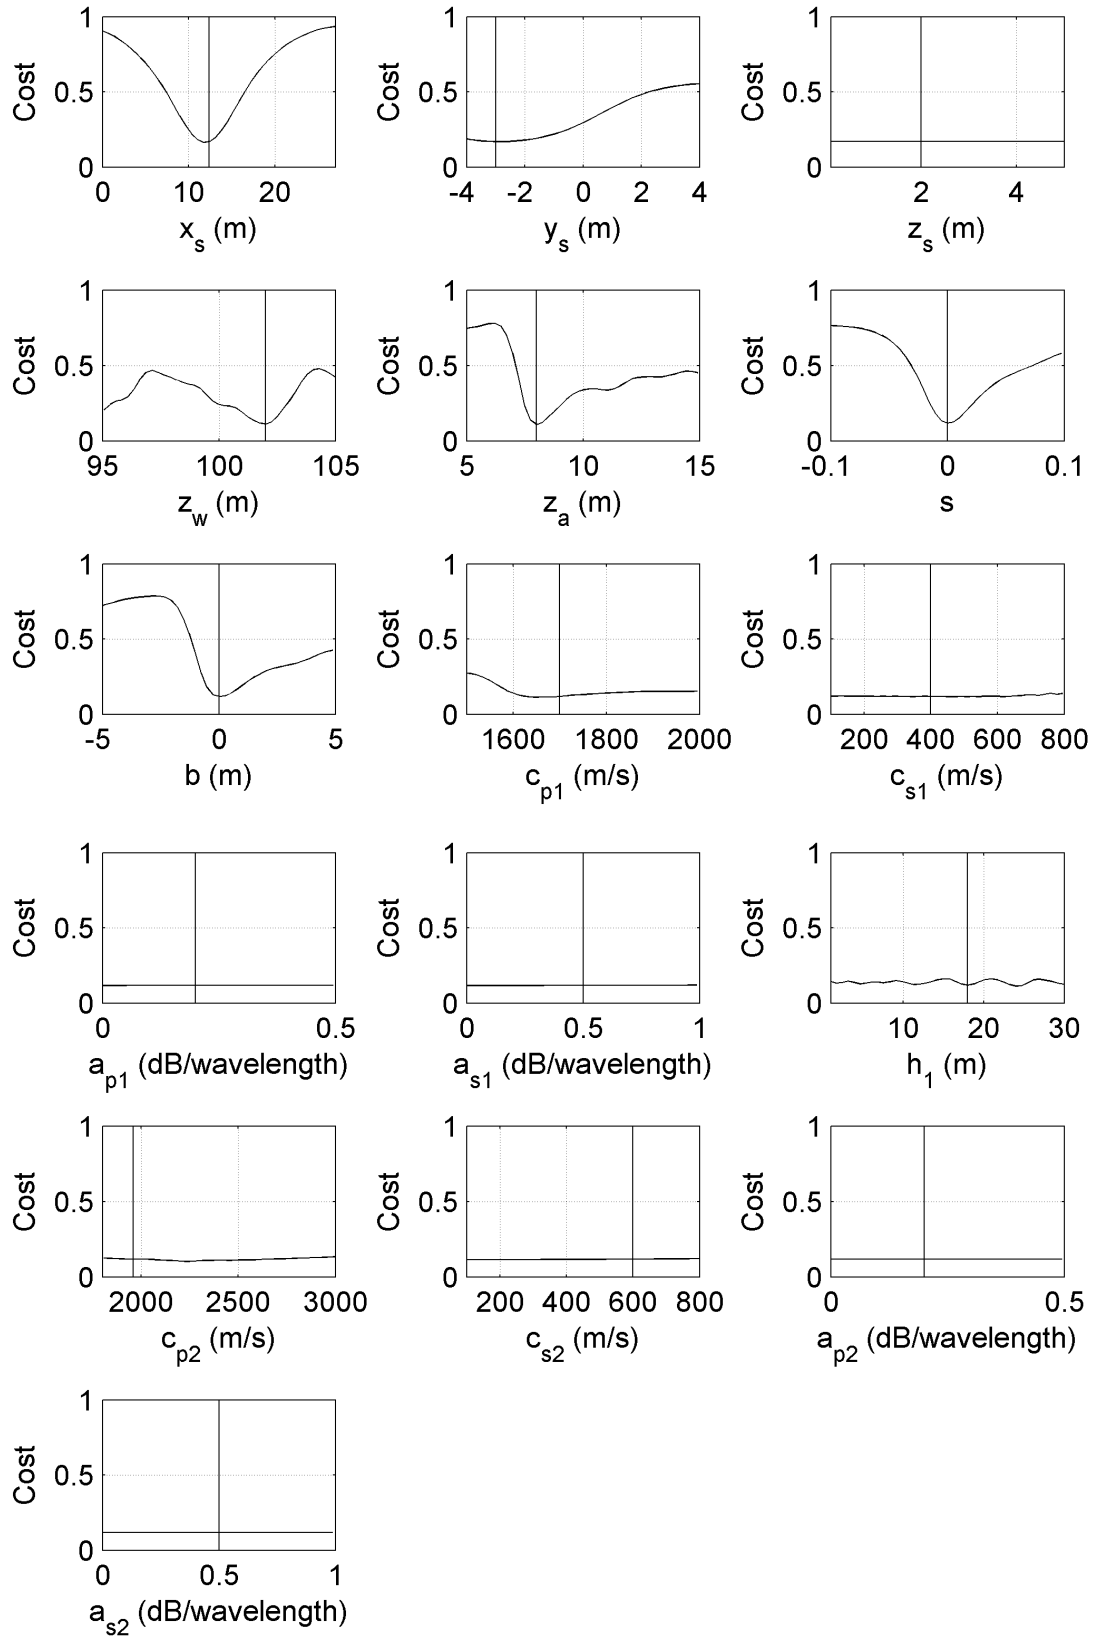 1
0.5
0
Cost
0 10 20
x_s (m)
1
0.5
0
Cost
-4 -2 0 2 4
y_s (m)
1
0.5
0
Cost
2 4
z_s (m)
1
0.5
0
Cost
95 100 105
z_w (m)
1
0.5
0
Cost
5 10 15
z_a (m)
1
0.5
0
Cost
-0.1 0 0.1
s
1
0.5
0
Cost
-5 0 5
b (m)
1
0.5
0
Cost
1600 1800 2000
c_p1 (m/s)
1
0.5
0
Cost
200 400 600 800
c_s1 (m/s)
1
0.5
0
Cost
0 0.5
a_p1 (dB/wavelength)
1
0.5
0
Cost
0 0.5 1
a_s1 (dB/wavelength)
1
0.5
0
Cost
10 20 30
h_1 (m)
1
0.5
0
Cost
2000 2500 3000
c_p2 (m/s)
1
0.5
0
Cost
200 400 600 800
c_s2 (m/s)
1
0.5
0
Cost
0 0.5
a_p2 (dB/wavelength)
1
0.5
0
Cost
0 0.5 1
a_s2 (dB/wavelength)